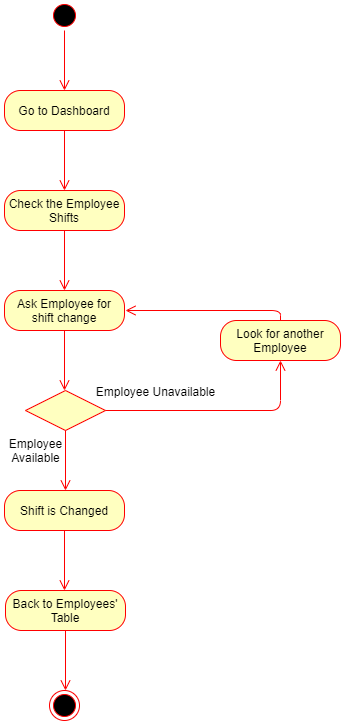 Go to Dashboard
Check the Employee
Shifts
Ask Employee for
shift change
Look for another
Employee
Employee Unavailable
Employee
Available
Shift is Changed
Back to Employees'
Table